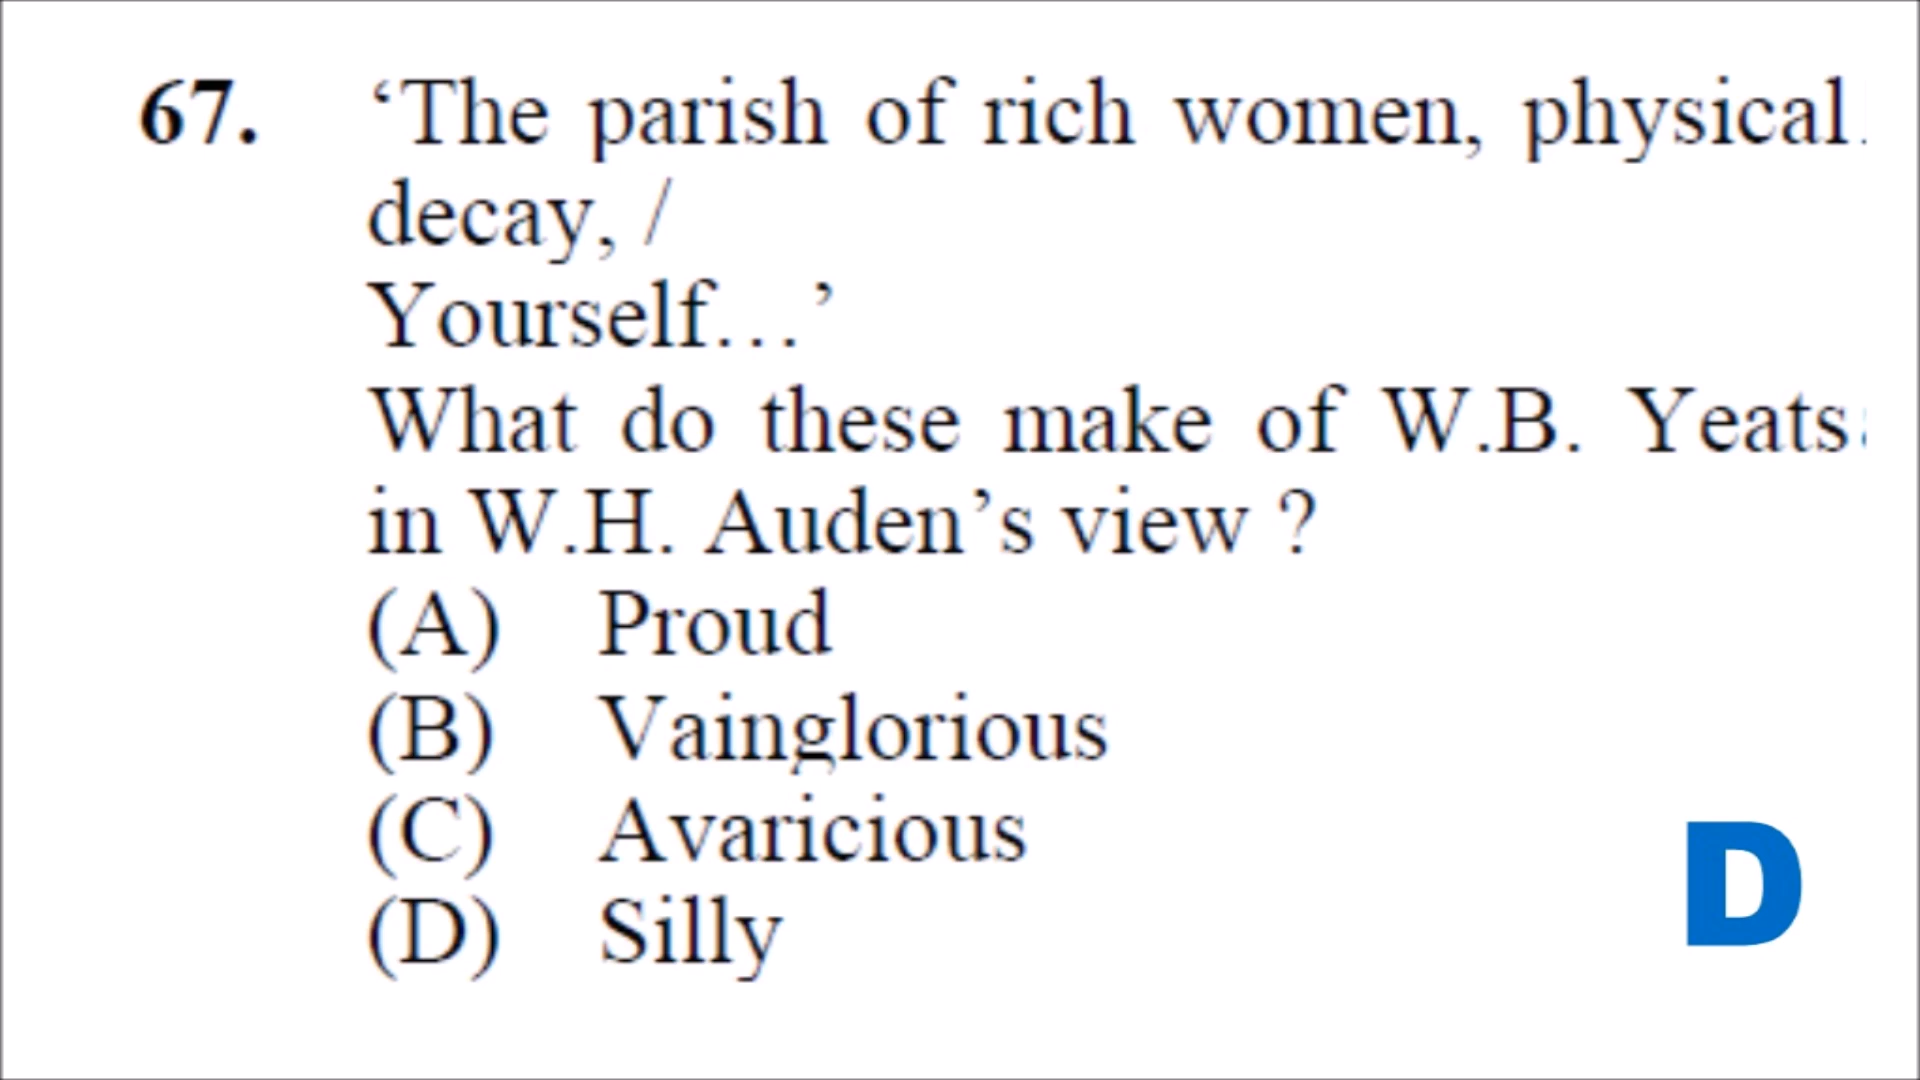 67. ‘The parish of rich women, physical
decay, /
Yourself…’
What do these make of W.B. Yeats
in W.H. Auden’s view ?
(A) Proud
(B) Vainglorious
(C) Avaricious
(D) Silly
D